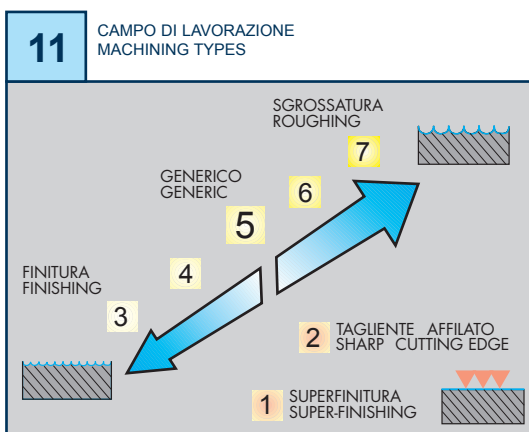 11
CAMPO DI LAVORAZIONE
MACHINING TYPES
SGROSSATURA
ROUGHING
7
GENERICO
GENERIC
6
5
4
FINITURA
FINISHING
3
2 TAGLIENTE AFFILATO
SHARP CUTTING EDGE
1 SUPERFINITURA
SUPER-FINISHING